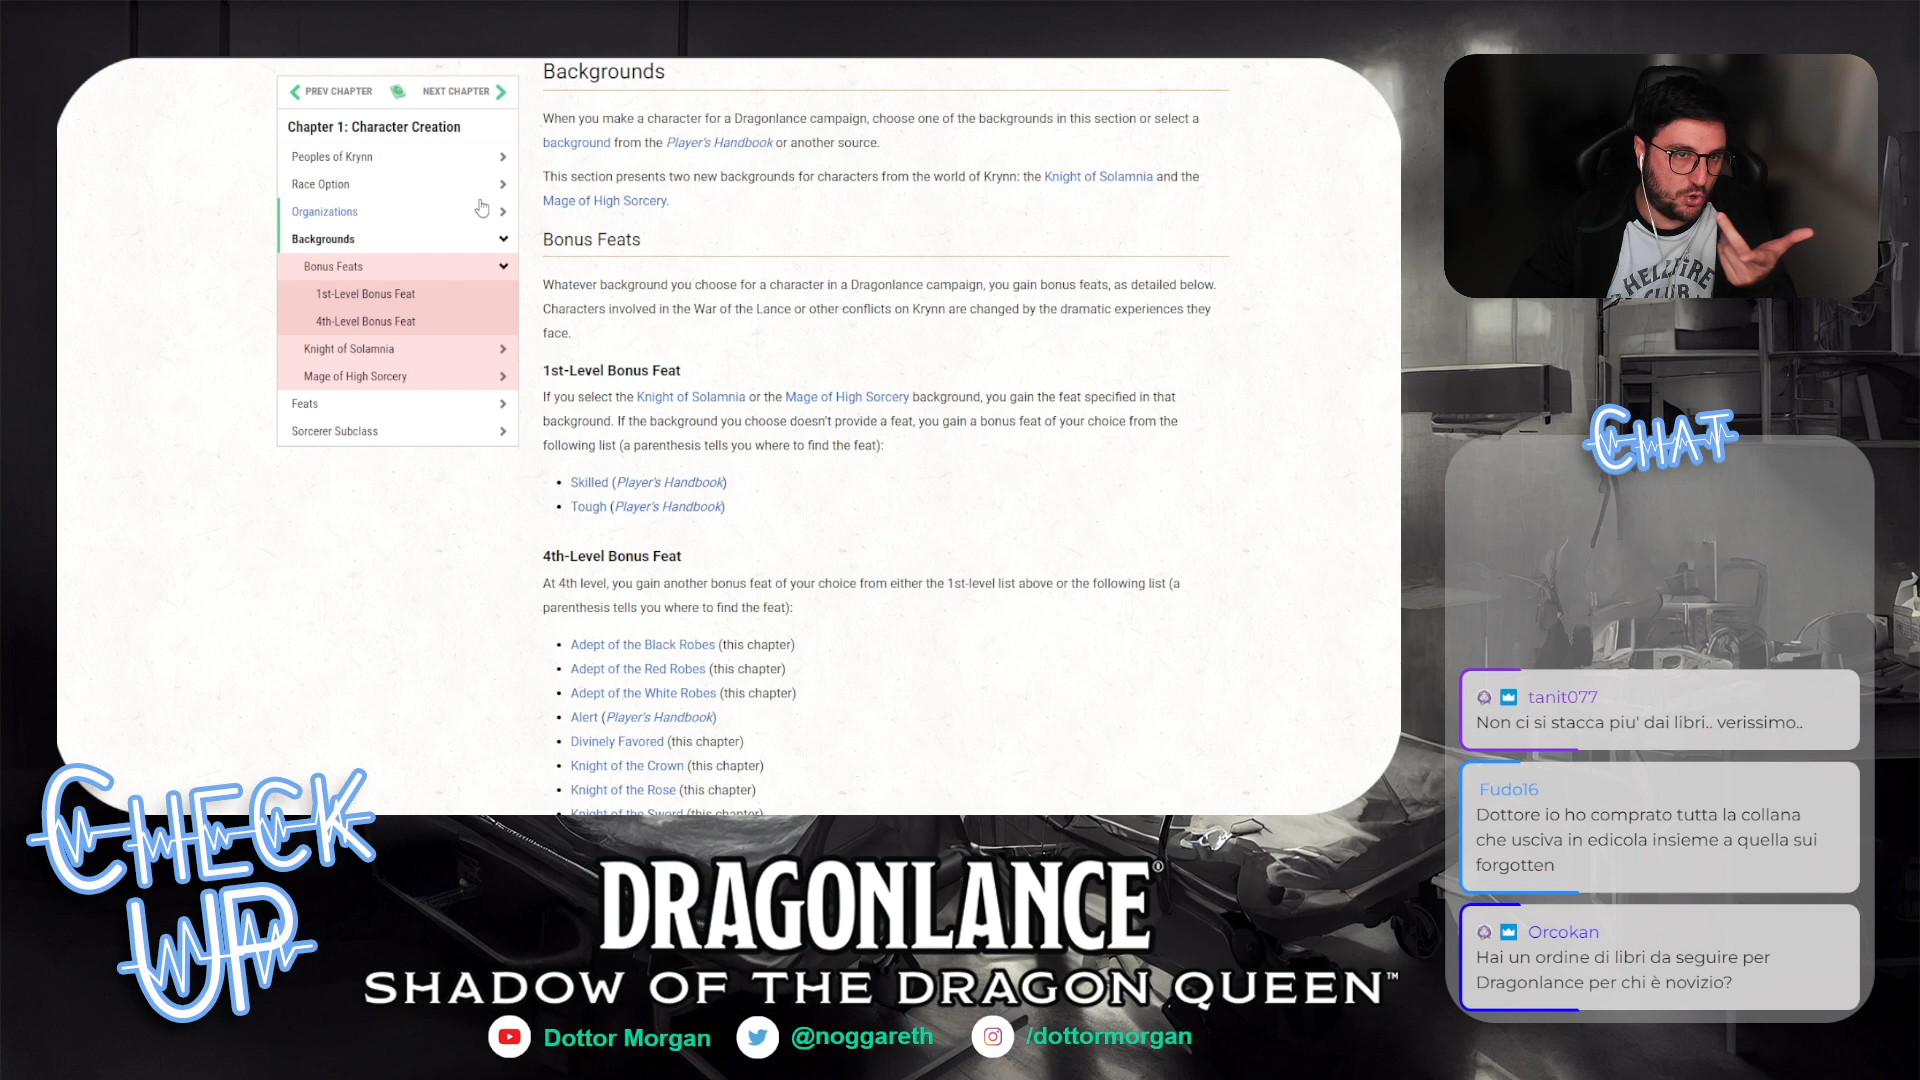 PREV CHAPTER
NEXT CHAPTER
Chapter 1: Character Creation
Peoples of Krynn
Race Option
Organizations
Backgrounds
Bonus Feats
1st-Level Bonus Feat
4th-Level Bonus Feat
Knight of Solamnia
Mage of High Sorcery
Feats
Sorcerer Subclass
Backgrounds
When you make a character for a Dragonlance campaign, choose one of the backgrounds in this section or select a
background from the Player's Handbook or another source.
This section presents two new backgrounds for characters from the world of Krynn: the Knight of Solamnia and the
Mage of High Sorcery.
Bonus Feats
Whatever background you choose for a character in a Dragonlance campaign, you gain bonus feats, as detailed below.
Characters involved in the War of the Lance or other conflicts on Krynn are changed by the dramatic experiences they
face.
1st-Level Bonus Feat
If you select the Knight of Solamnia or the Mage of High Sorcery background, you gain the feat specified in that
background. If the background you choose doesn't provide a feat, you gain a bonus feat of your choice from the
following list (a parenthesis tells you where to find the feat):
• Skilled (Player's Handbook)
• Tough (Player's Handbook)
4th-Level Bonus Feat
At 4th level, you gain another bonus feat of your choice from either the 1st-level list above or the following list (a
parenthesis tells you where to find the feat):
• Adept of the Black Robes (this chapter)
• Adept of the Red Robes (this chapter)
• Adept of the White Robes (this chapter)
• Alert (Player's Handbook)
• Divinely Favored (this chapter)
• Knight of the Crown (this chapter)
• Knight of the Rose (this chapter)
• Knight of the Sword (this chapter)
HELLFIRE
CLUB
CHAT
tanit077
Non ci si stacca piu' dai libri.. verissimo..
Fudo16
Dottore io ho comprato tutta la collana
che usciva in edicola insieme a quella sui
forgotten
Orcokan
Hai un ordine di libri da seguire per
Dragonlance per chi è novizio?
CHECK
UP
DRAGONLANCE®
SHADOW OF THE DRAGON QUEEN™
Dottor Morgan
@noggareth
/dottormorgan